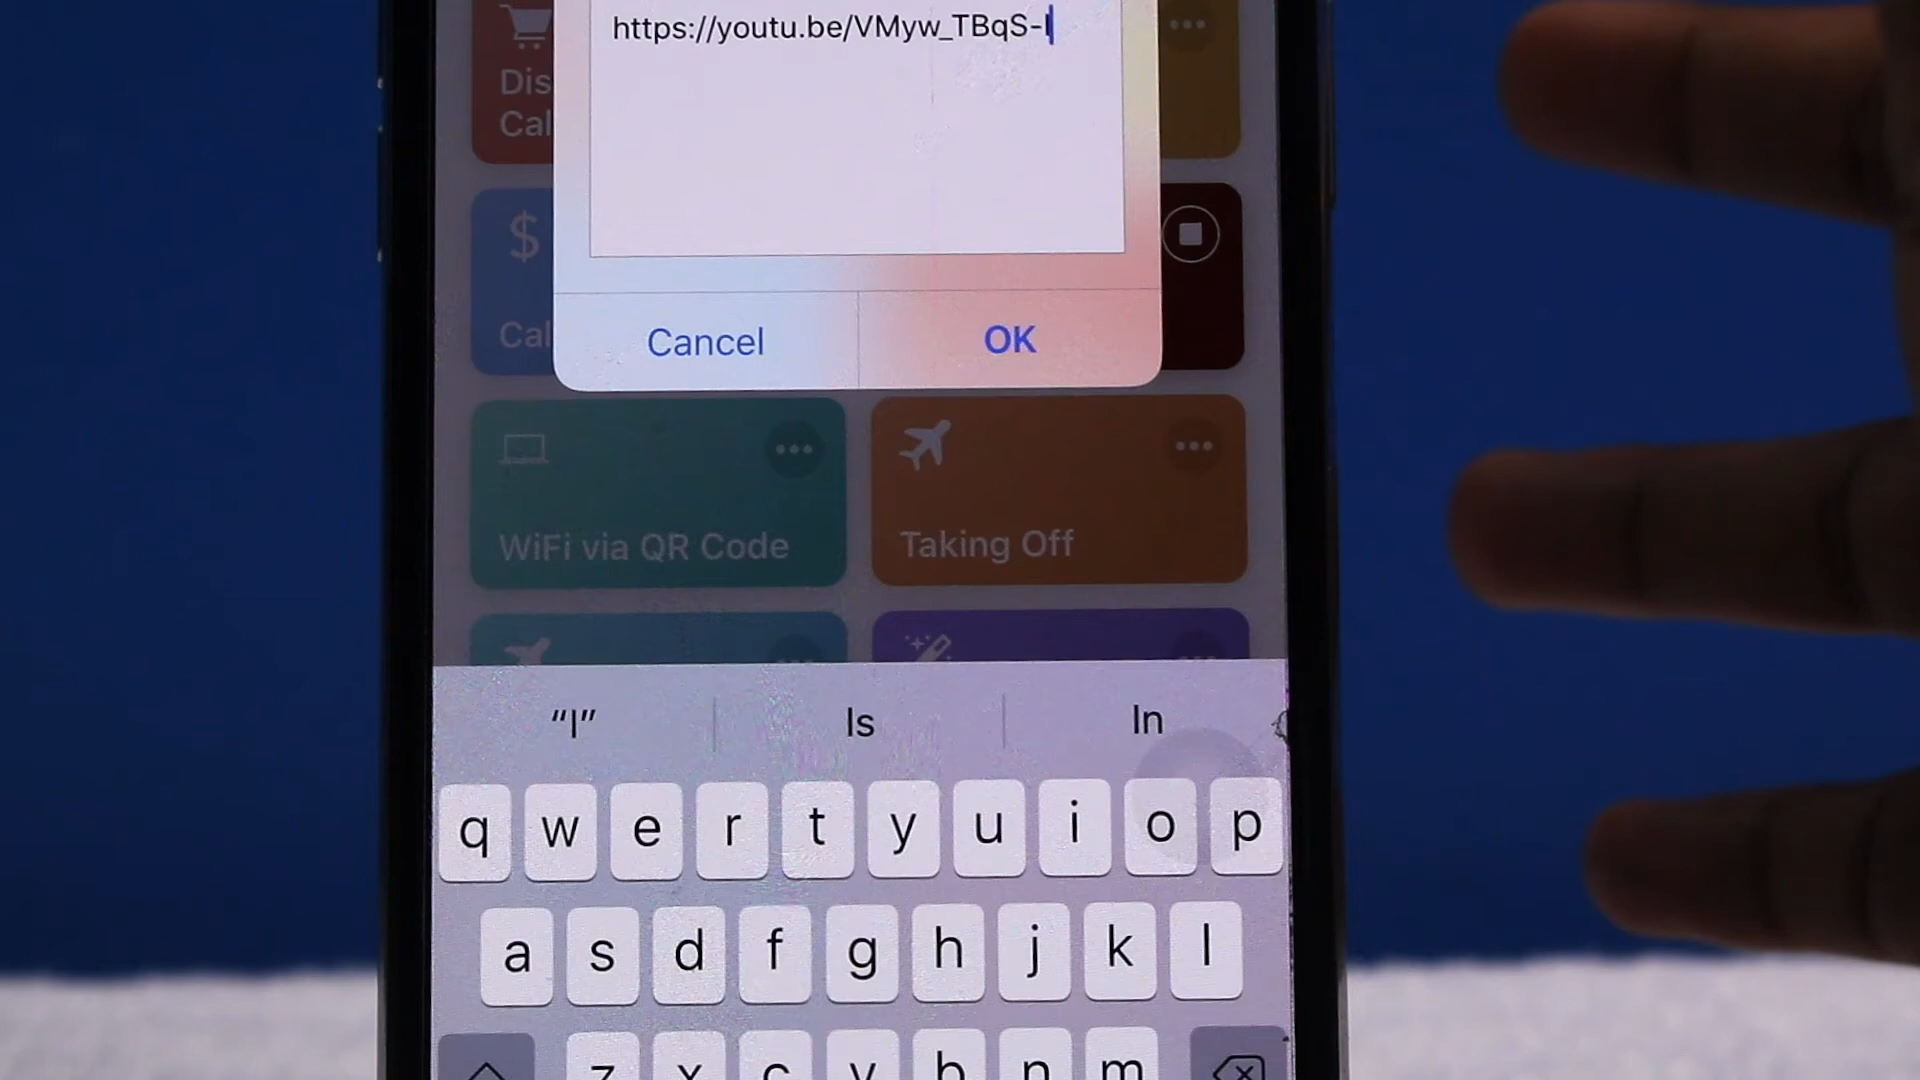 https://youtu.be/VMyw_TBqS-I
Dis
Cal
$
Cal
Cancel
OK
WiFi via QR Code
Taking Off
“I”
Is
In
q w e r t y u i o p
a s d f g h j k l
z x c v b n m